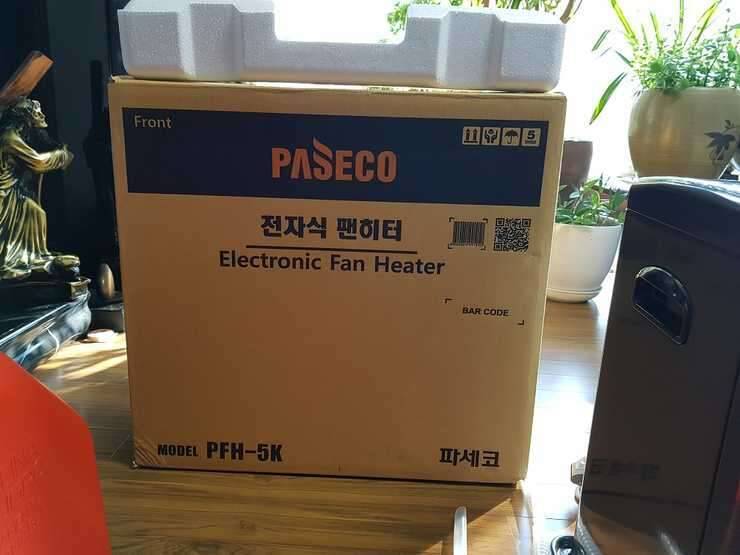 Front
5
PASECO
전자식 팬히터
Electronic Fan Heater
BAR CODE
MODEL PFH-5K
파세코